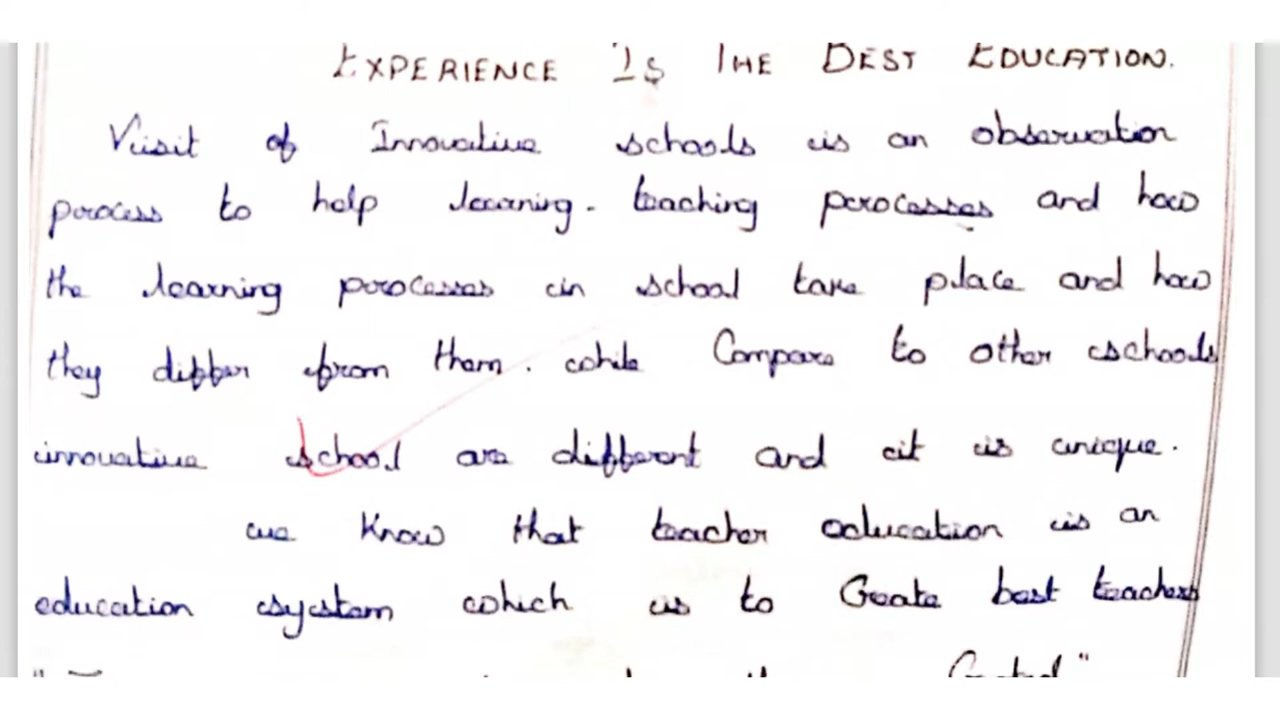 EXPERIENCE IS THE BEST EDUCATION.
Visit of Innovative schools is an observation
process to help learning - teaching processes and how
the learning processes in school take place and how
they differ from them. while Compare to other schools
innovative school are different and it is unique.
we know that teacher education is an
education system which is to Create best teachers